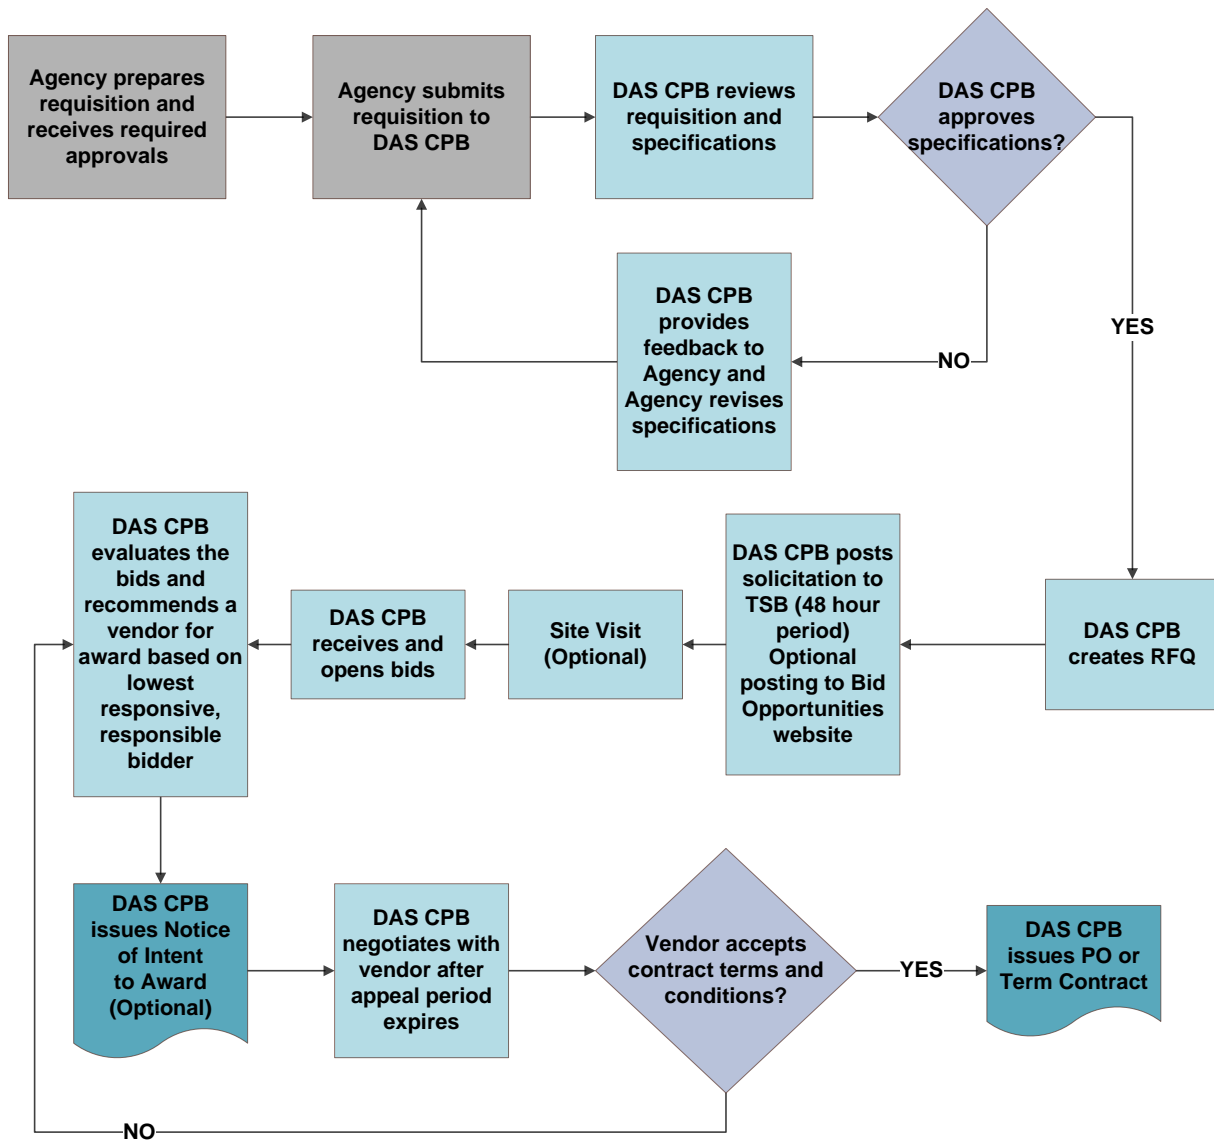 Agency prepares
requisition and
receives required
approvals
Agency submits
requisition to
DAS CPB
DAS CPB reviews
requisition and
specifications
DAS CPB
approves
specifications?
YES
NO
DAS CPB
provides
feedback to
Agency and
Agency revises
specifications
DAS CPB
creates RFQ
DAS CPB posts
solicitation to
TSB (48 hour
period)
Optional
posting to Bid
Opportunities
website
Site Visit
(Optional)
DAS CPB
receives and
opens bids
DAS CPB
evaluates the
bids and
recommends a
vendor for
award based on
lowest
responsive,
responsible
bidder
DAS CPB
issues Notice
of Intent
to Award
(Optional)
DAS CPB
negotiates with
vendor after
appeal period
expires
Vendor accepts
contract terms and
conditions?
YES
DAS CPB
issues PO or
Term Contract
NO